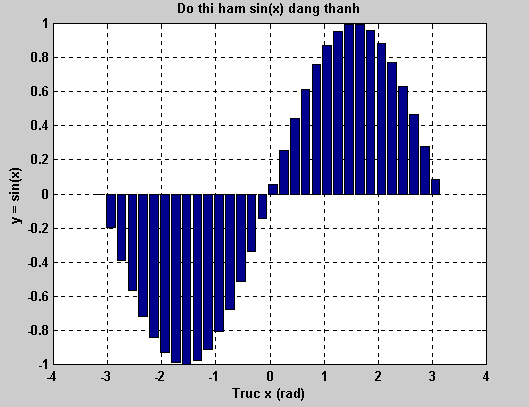 Do thi ham sin(x) dang thanh
1
0.8
0.6
0.4
0.2
0
-0.2
-0.4
-0.6
-0.8
-1
y = sin(x)
-4 -3 -2 -1 0 1 2 3 4
Truc x (rad)